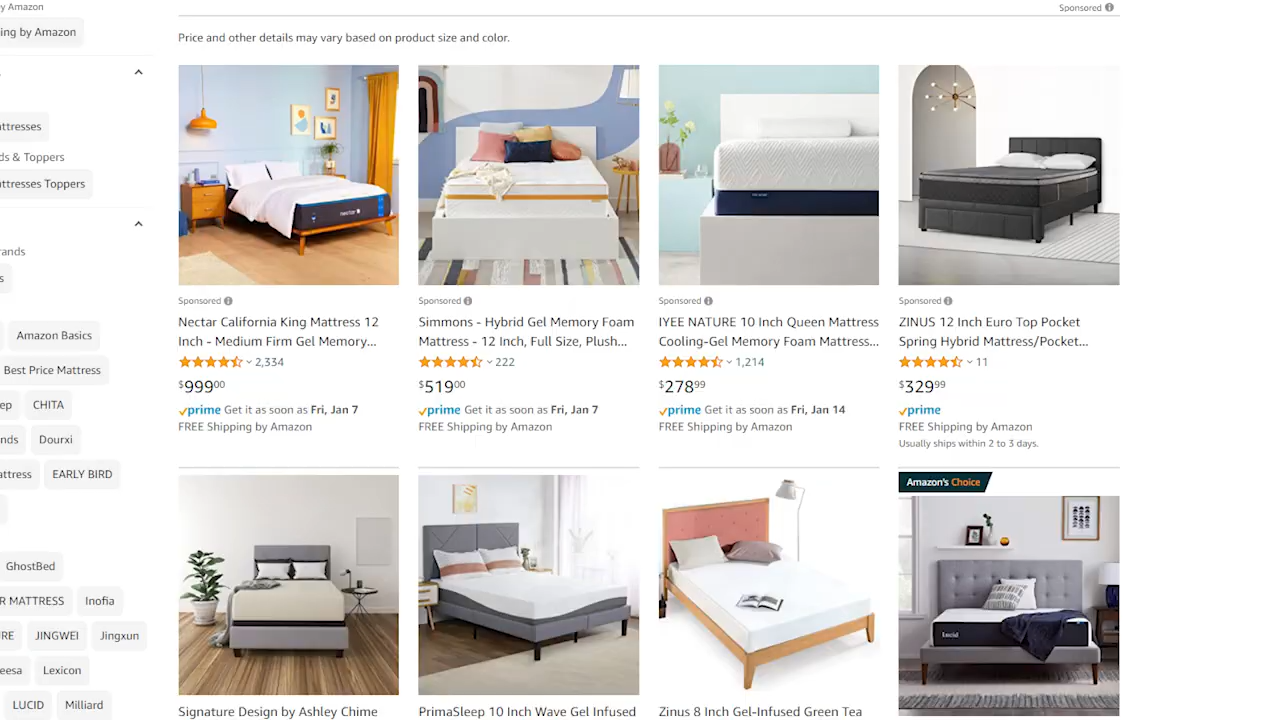 y Amazon
ing by Amazon
ttresses
ds & Toppers
ttresses Toppers
rands
s
Amazon Basics
Best Price Mattress
ep
CHITA
nds
Dourxi
attress
EARLY BIRD
GhostBed
R MATTRESS
Inofia
RE
JINGWEI
Jingxun
eesa
Lexicon
LUCID
Milliard
Sponsored
Price and other details may vary based on product size and color.
nectar
Sponsored
Nectar California King Mattress 12
Inch - Medium Firm Gel Memory...
2,334
$99900
prime Get it as soon as Fri, Jan 7
FREE Shipping by Amazon
Sponsored
Simmons - Hybrid Gel Memory Foam
Mattress - 12 Inch, Full Size, Plush...
222
$51900
prime Get it as soon as Fri, Jan 7
FREE Shipping by Amazon
Sponsored
IYEE NATURE 10 Inch Queen Mattress
Cooling-Gel Memory Foam Mattress...
1,214
$27899
prime Get it as soon as Fri, Jan 14
FREE Shipping by Amazon
Sponsored
ZINUS 12 Inch Euro Top Pocket
Spring Hybrid Mattress/Pocket...
11
$32999
prime
FREE Shipping by Amazon
Usually ships within 2 to 3 days.
Signature Design by Ashley Chime
PrimaSleep 10 Inch Wave Gel Infused
Zinus 8 Inch Gel-Infused Green Tea
Amazon's Choice
Lucid